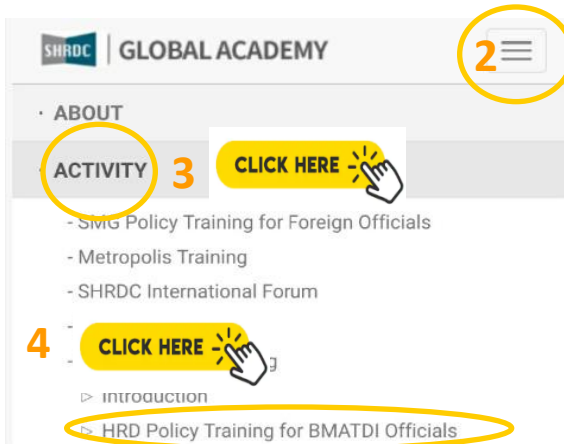 SHRDC | GLOBAL ACADEMY
2
· ABOUT
· ACTIVITY
3
CLICK HERE
- SMG Policy Training for Foreign Officials
- Metropolis Training
- SHRDC International Forum
-
4
CLICK HERE
-
▷ Introduction
▷ HRD Policy Training for BMATDI Officials